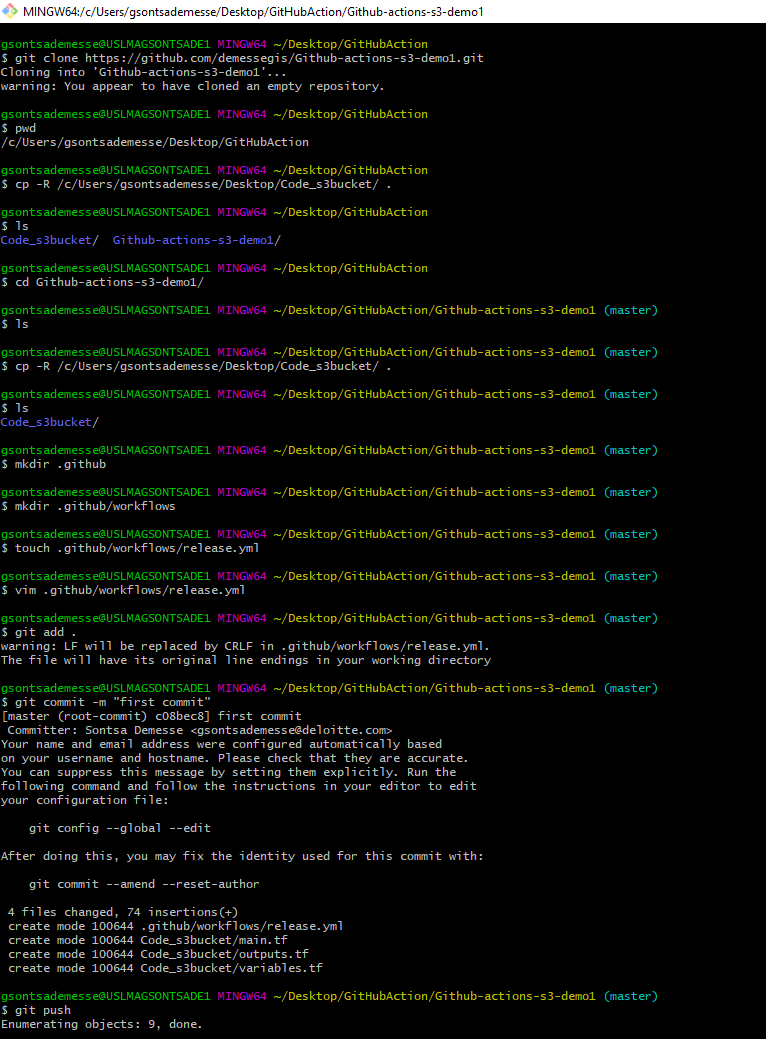 MINGW64:/c/Users/gsontsademesse/Desktop/GitHubAction/Github-actions-s3-demo1
gsontsademesse@USLMAGSONTSADE1 MINGW64 ~/Desktop/GitHubAction
$ git clone https://github.com/demessegis/Github-actions-s3-demo1.git
Cloning into 'Github-actions-s3-demo1'...
warning: You appear to have cloned an empty repository.
gsontsademesse@USLMAGSONTSADE1 MINGW64 ~/Desktop/GitHubAction
$ pwd
/c/Users/gsontsademesse/Desktop/GitHubAction
gsontsademesse@USLMAGSONTSADE1 MINGW64 ~/Desktop/GitHubAction
$ cp -R /c/Users/gsontsademesse/Desktop/Code_s3bucket/ .
gsontsademesse@USLMAGSONTSADE1 MINGW64 ~/Desktop/GitHubAction
$ ls
Code_s3bucket/  Github-actions-s3-demo1/
gsontsademesse@USLMAGSONTSADE1 MINGW64 ~/Desktop/GitHubAction
$ cd Github-actions-s3-demo1/
gsontsademesse@USLMAGSONTSADE1 MINGW64 ~/Desktop/GitHubAction/Github-actions-s3-demo1 (master)
$ ls
gsontsademesse@USLMAGSONTSADE1 MINGW64 ~/Desktop/GitHubAction/Github-actions-s3-demo1 (master)
$ cp -R /c/Users/gsontsademesse/Desktop/Code_s3bucket/ .
gsontsademesse@USLMAGSONTSADE1 MINGW64 ~/Desktop/GitHubAction/Github-actions-s3-demo1 (master)
$ ls
Code_s3bucket/
gsontsademesse@USLMAGSONTSADE1 MINGW64 ~/Desktop/GitHubAction/Github-actions-s3-demo1 (master)
$ mkdir .github
gsontsademesse@USLMAGSONTSADE1 MINGW64 ~/Desktop/GitHubAction/Github-actions-s3-demo1 (master)
$ mkdir .github/workflows
gsontsademesse@USLMAGSONTSADE1 MINGW64 ~/Desktop/GitHubAction/Github-actions-s3-demo1 (master)
$ touch .github/workflows/release.yml
gsontsademesse@USLMAGSONTSADE1 MINGW64 ~/Desktop/GitHubAction/Github-actions-s3-demo1 (master)
$ vim .github/workflows/release.yml
gsontsademesse@USLMAGSONTSADE1 MINGW64 ~/Desktop/GitHubAction/Github-actions-s3-demo1 (master)
$ git add .
warning: LF will be replaced by CRLF in .github/workflows/release.yml.
The file will have its original line endings in your working directory
gsontsademesse@USLMAGSONTSADE1 MINGW64 ~/Desktop/GitHubAction/Github-actions-s3-demo1 (master)
$ git commit -m "first commit"
[master (root-commit) c08bec8] first commit
 Committer: Sontsa Demesse <gsontsademesse@deloitte.com>
Your name and email address were configured automatically based
on your username and hostname. Please check that they are accurate.
You can suppress this message by setting them explicitly. Run the
following command and follow the instructions in your editor to edit
your configuration file:
    git config --global --edit
After doing this, you may fix the identity used for this commit with:
    git commit --amend --reset-author
 4 files changed, 74 insertions(+)
 create mode 100644 .github/workflows/release.yml
 create mode 100644 Code_s3bucket/main.tf
 create mode 100644 Code_s3bucket/outputs.tf
 create mode 100644 Code_s3bucket/variables.tf
gsontsademesse@USLMAGSONTSADE1 MINGW64 ~/Desktop/GitHubAction/Github-actions-s3-demo1 (master)
$ git push
Enumerating objects: 9, done.